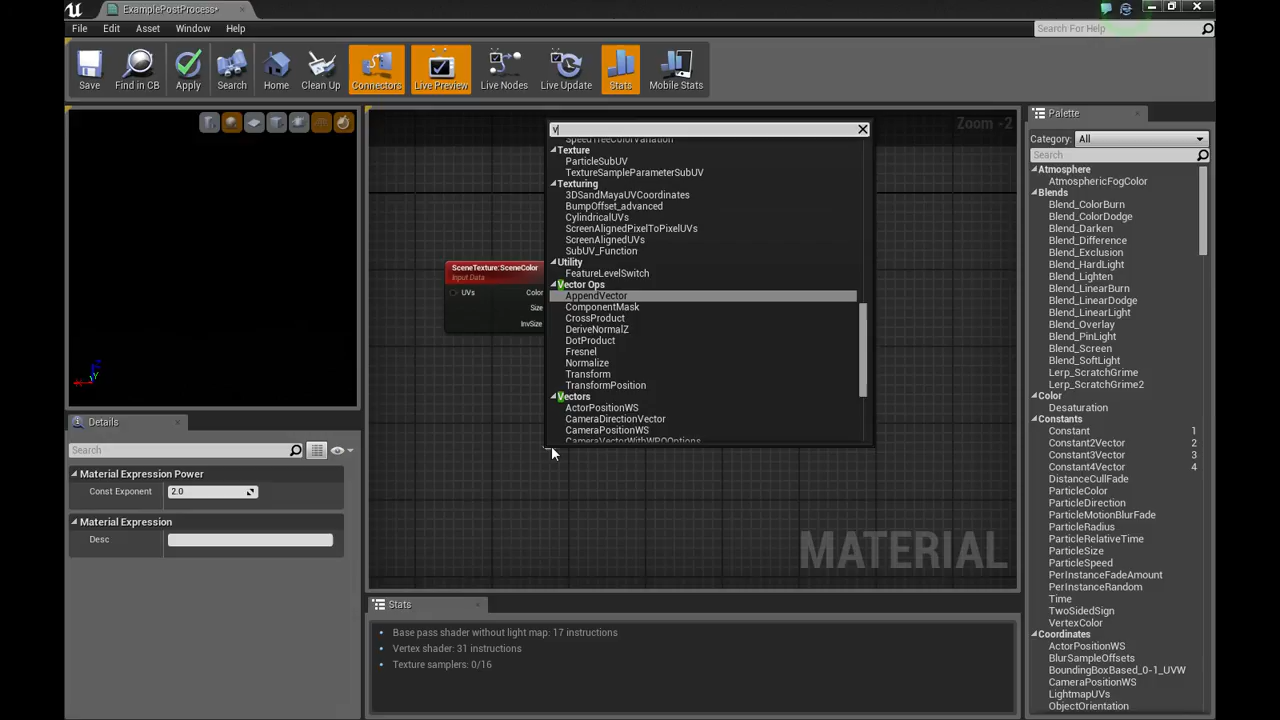 ExamplePostProcess*
File Edit Asset Window Help
Search For Help
Save Find in CB Apply Search Home Clean Up Connectors Live Preview Live Nodes Live Update Stats Mobile Stats
Zoom -2
v
SpeedTreeColorVariation
Texture
ParticleSubUV
TextureSampleParameterSubUV
Texturing
3DSandMayaUVCoordinates
BumpOffset_advanced
CylindricalUVs
ScreenAlignedPixelToPixelUVs
ScreenAlignedUVs
SubUV_Function
Utility
FeatureLevelSwitch
Vector Ops
AppendVector
ComponentMask
CrossProduct
DeriveNormalZ
DotProduct
Fresnel
Normalize
Transform
TransformPosition
Vectors
ActorPositionWS
CameraDirectionVector
CameraPositionWS
CameraVectorWithWPOOptions
SceneTexture:SceneColor
Input Data
UVs Color
Size
InvSize
MATERIAL
Details
Search
Material Expression Power
Const Exponent 2.0
Material Expression
Desc
Stats
Base pass shader without light map: 17 instructions
Vertex shader: 31 instructions
Texture samplers: 0/16
Palette
Category: All
Search
Atmosphere
AtmosphericFogColor
Blends
Blend_ColorBurn
Blend_ColorDodge
Blend_Darken
Blend_Difference
Blend_Exclusion
Blend_HardLight
Blend_LinearBurn
Blend_LinearDodge
Blend_LinearLight
Blend_Overlay
Blend_PinLight
Blend_Screen
Blend_SoftLight
Lerp_ScratchGrime
Lerp_ScratchGrime2
Color
Desaturation
Constants
Constant 1
Constant2Vector 2
Constant3Vector 3
Constant4Vector 4
DistanceCullFade
ParticleColor
ParticleDirection
ParticleMotionBlurFade
ParticleRadius
ParticleRelativeTime
ParticleSize
ParticleSpeed
PerInstanceFadeAmount
PerInstanceRandom
Time
TwoSidedSign
VertexColor
Coordinates
ActorPositionWS
BlurSampleOffsets
BoundingBoxBased_0-1_UVW
CameraPositionWS
LightmapUVs
ObjectOrientation